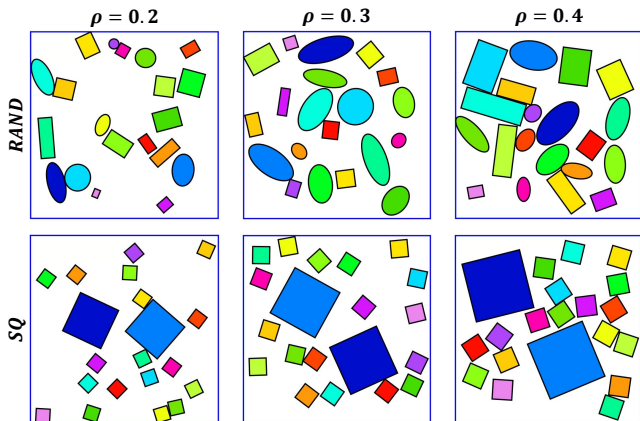 ρ = 0.2 ρ = 0.3 ρ = 0.4
RAND
SQ